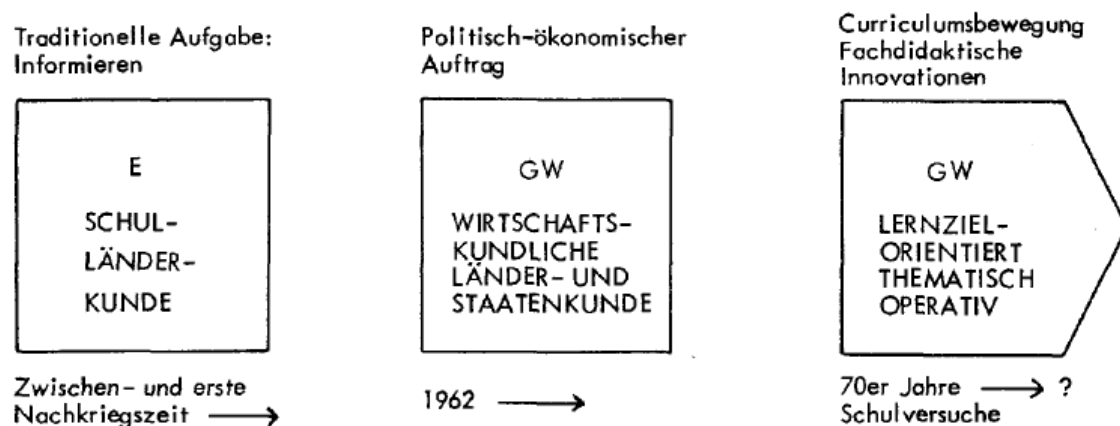 Traditionelle Aufgabe:
Informieren
E
SCHUL-
LÄNDER-
KUNDE
Zwischen- und erste
Nachkriegszeit →
Politisch-ökonomischer
Auftrag
GW
WIRTSCHAFTS-
KUNDLICHE
LÄNDER- UND
STAATENKUNDE
1962 →
Curriculumsbewegung
Fachdidaktische
Innovationen
GW
LERNZIEL-
ORIENTIERT
THEMATISCH
OPERATIV
70er Jahre → ?
Schulversuche